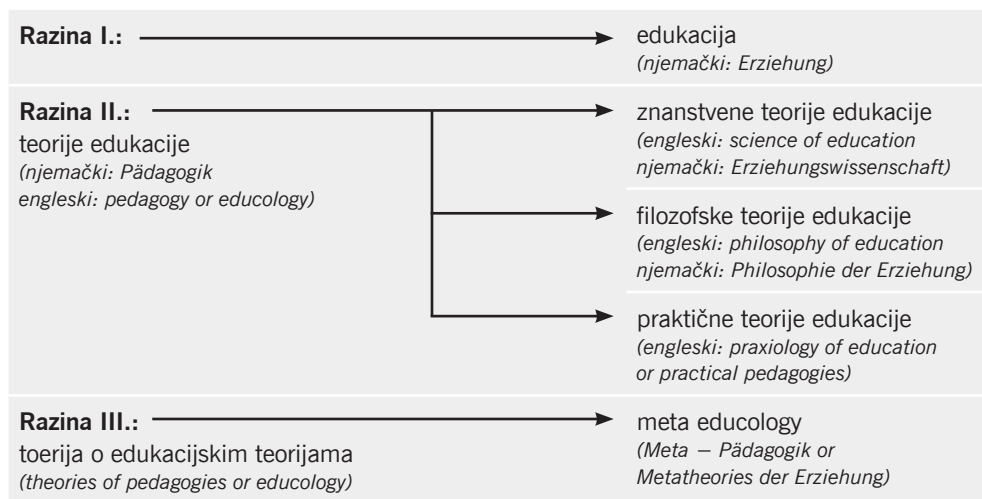 Razina I.:
edukacija
(njemački: Erziehung)
Razina II.:
teorije edukacije
(njemački: Pädagogik
engleski: pedagogy or educology)
znanstvene teorije edukacije
(engleski: science of education
njemački: Erziehungswissenschaft)
filozofske teorije edukacije
(engleski: philosophy of education
njemački: Philosophie der Erziehung)
praktične teorije edukacije
(engleski: praxiology of education
or practical pedagogies)
Razina III.:
toerija o edukacijskim teorijama
(theories of pedagogies or educology)
meta educology
(Meta – Pädagogik or
Metatheories der Erziehung)